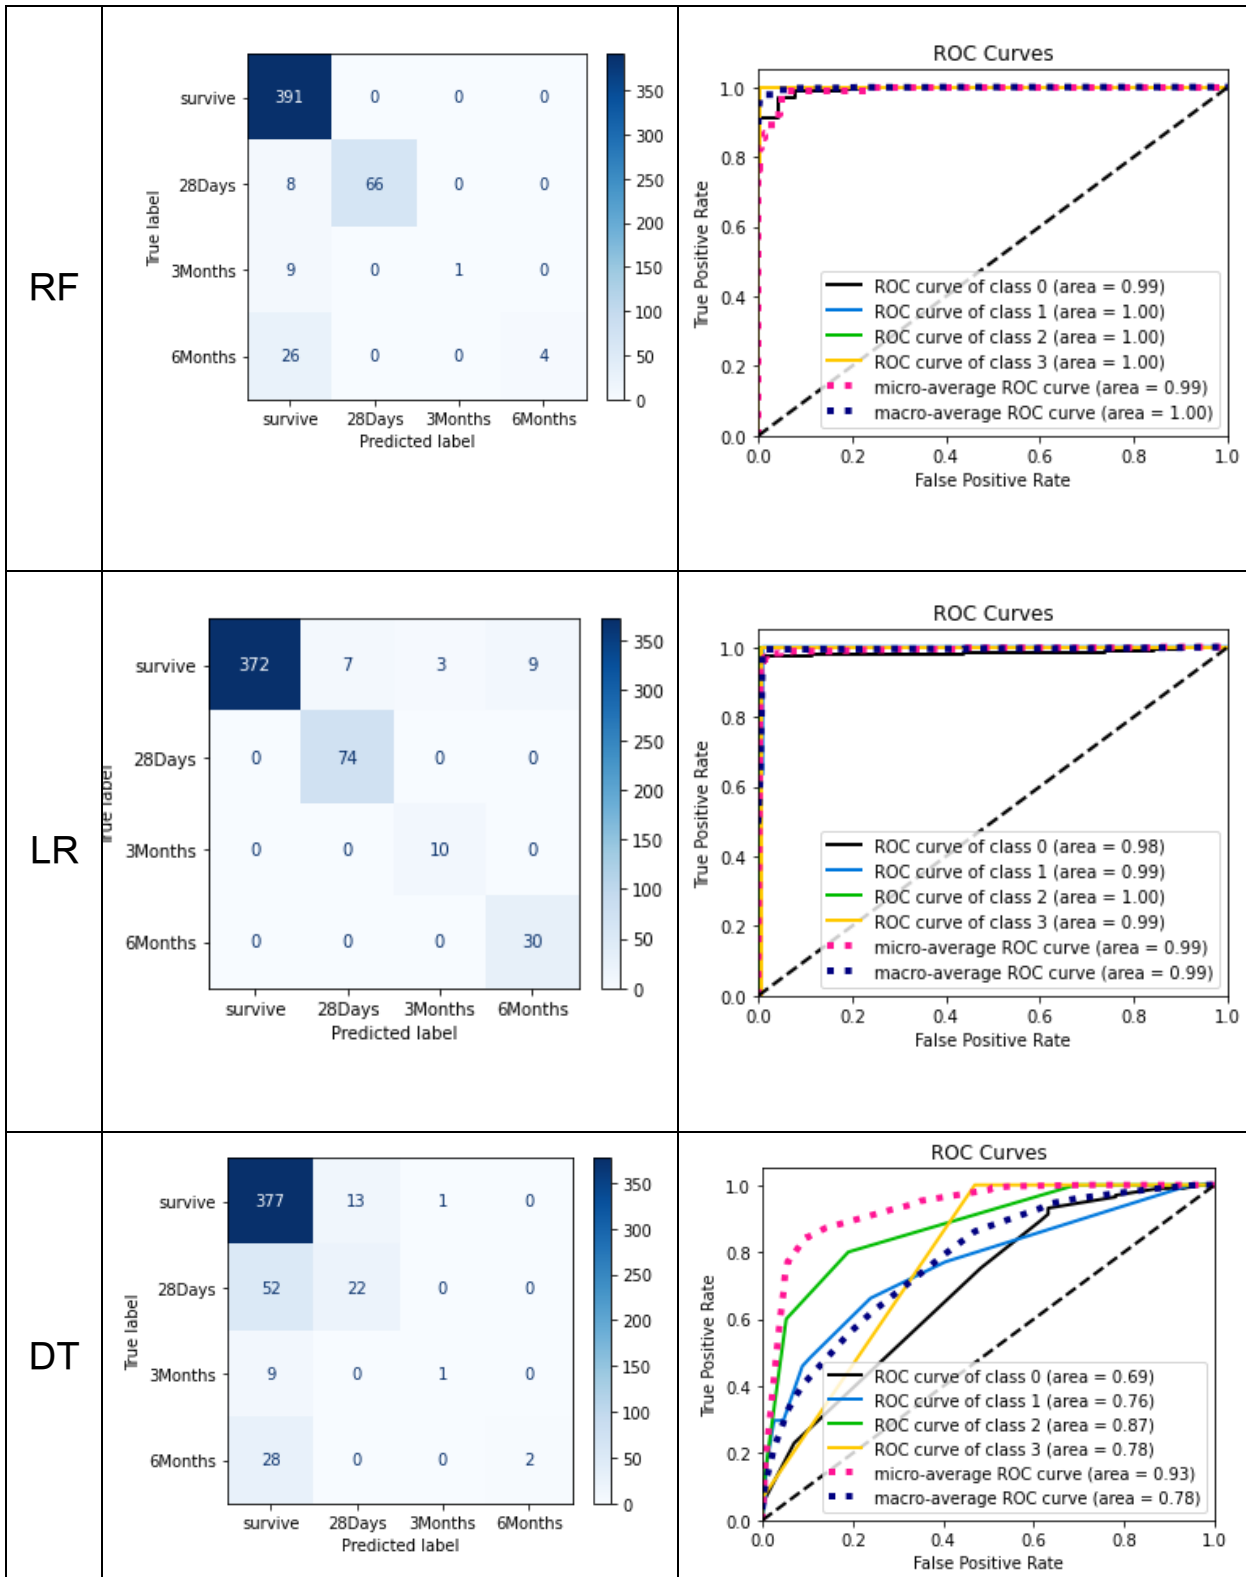 RF
survive
28Days
3Months
6Months
True label
391 0 0 0
8 66 0 0
9 0 1 0
26 0 0 4
survive 28Days 3Months 6Months
Predicted label
350
300
250
200
150
100
50
0
ROC Curves
True Positive Rate
1.0
0.8
0.6
0.4
0.2
0.0
ROC curve of class 0 (area = 0.99)
ROC curve of class 1 (area = 1.00)
ROC curve of class 2 (area = 1.00)
ROC curve of class 3 (area = 1.00)
micro-average ROC curve (area = 0.99)
macro-average ROC curve (area = 1.00)
0.0 0.2 0.4 0.6 0.8 1.0
False Positive Rate
LR
survive
28Days
3Months
6Months
True label
372 7 3 9
0 74 0 0
0 0 10 0
0 0 0 30
survive 28Days 3Months 6Months
Predicted label
350
300
250
200
150
100
50
0
ROC Curves
True Positive Rate
1.0
0.8
0.6
0.4
0.2
0.0
ROC curve of class 0 (area = 0.98)
ROC curve of class 1 (area = 0.99)
ROC curve of class 2 (area = 1.00)
ROC curve of class 3 (area = 0.99)
micro-average ROC curve (area = 0.99)
macro-average ROC curve (area = 0.99)
0.0 0.2 0.4 0.6 0.8 1.0
False Positive Rate
DT
survive
28Days
3Months
6Months
True label
377 13 1 0
52 22 0 0
9 0 1 0
28 0 0 2
survive 28Days 3Months 6Months
Predicted label
350
300
250
200
150
100
50
0
ROC Curves
True Positive Rate
1.0
0.8
0.6
0.4
0.2
0.0
ROC curve of class 0 (area = 0.69)
ROC curve of class 1 (area = 0.76)
ROC curve of class 2 (area = 0.87)
ROC curve of class 3 (area = 0.78)
micro-average ROC curve (area = 0.93)
macro-average ROC curve (area = 0.78)
0.0 0.2 0.4 0.6 0.8 1.0
False Positive Rate